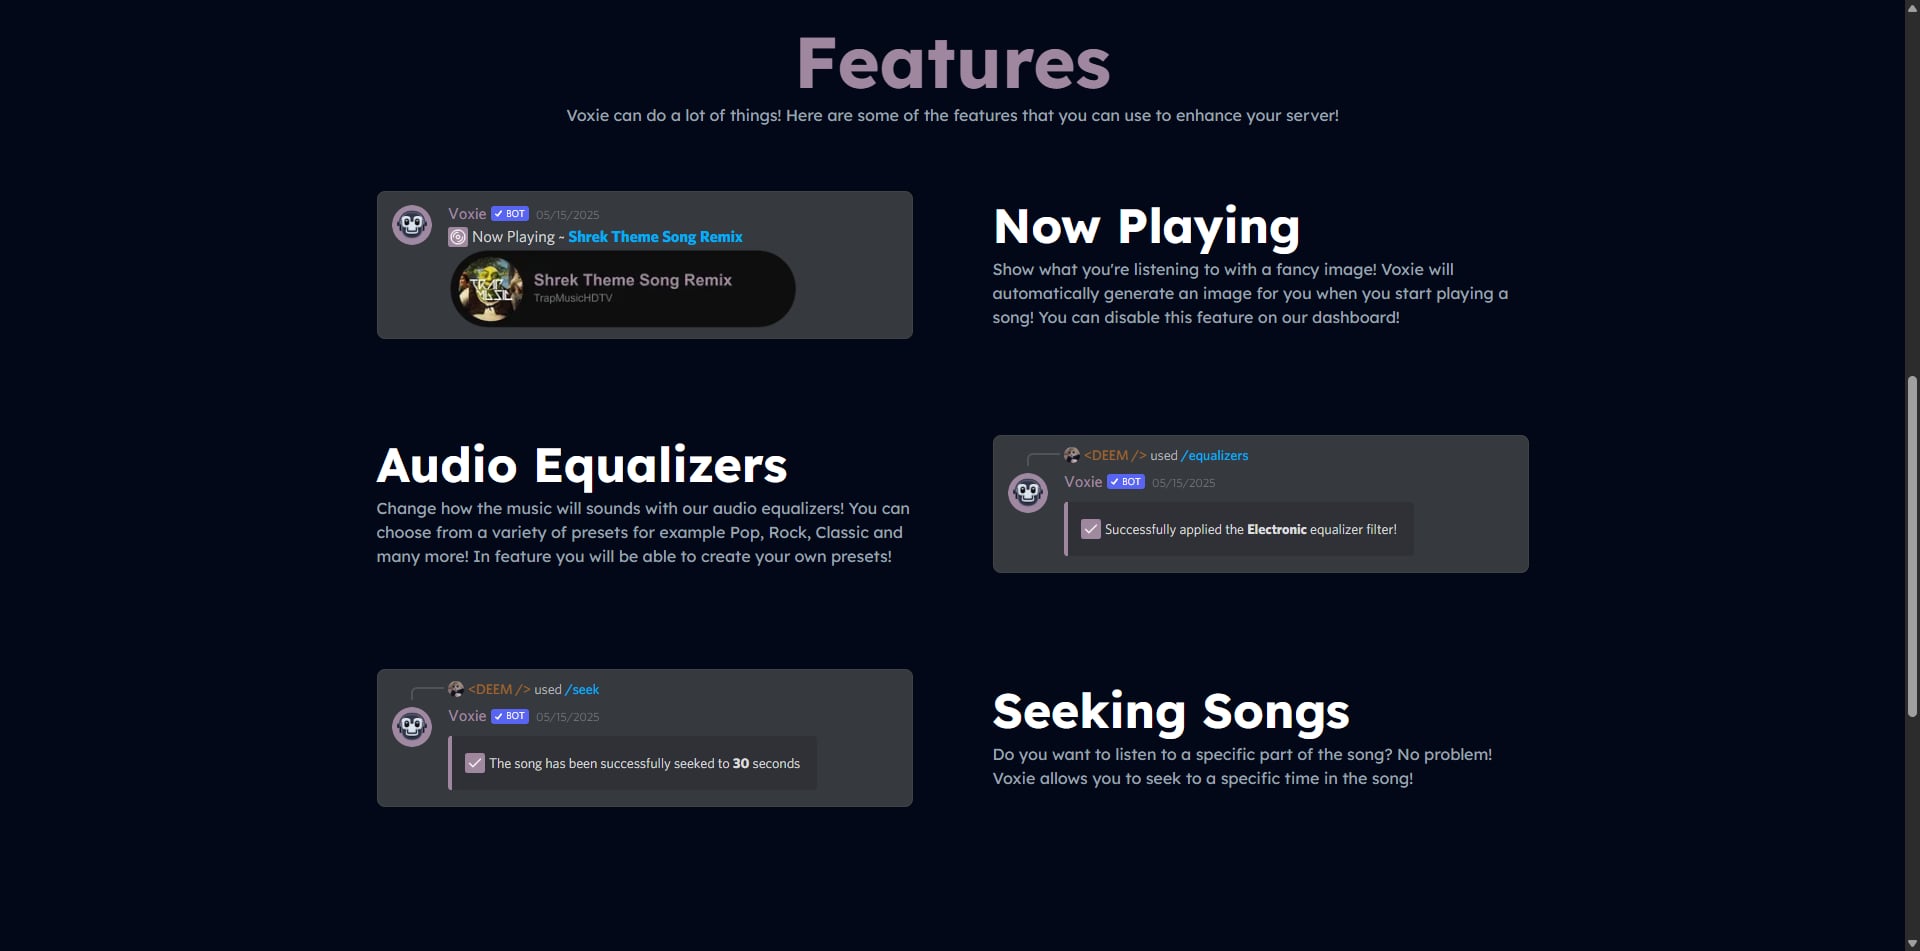 Features
Voxie can do a lot of things! Here are some of the features that you can use to enhance your server!
Voxie ✓ BOT 05/15/2025
Now Playing ~ Shrek Theme Song Remix
Shrek Theme Song Remix
TrapMusicHDTV
Now Playing
Show what you're listening to with a fancy image! Voxie will
automatically generate an image for you when you start playing a
song! You can disable this feature on our dashboard!
Audio Equalizers
Change how the music will sounds with our audio equalizers! You can
choose from a variety of presets for example Pop, Rock, Classic and
many more! In feature you will be able to create your own presets!
<DEEM /> used /equalizers
Voxie ✓ BOT 05/15/2025
Successfully applied the Electronic equalizer filter!
<DEEM /> used /seek
Voxie ✓ BOT 05/15/2025
The song has been successfully seeked to 30 seconds
Seeking Songs
Do you want to listen to a specific part of the song? No problem!
Voxie allows you to seek to a specific time in the song!